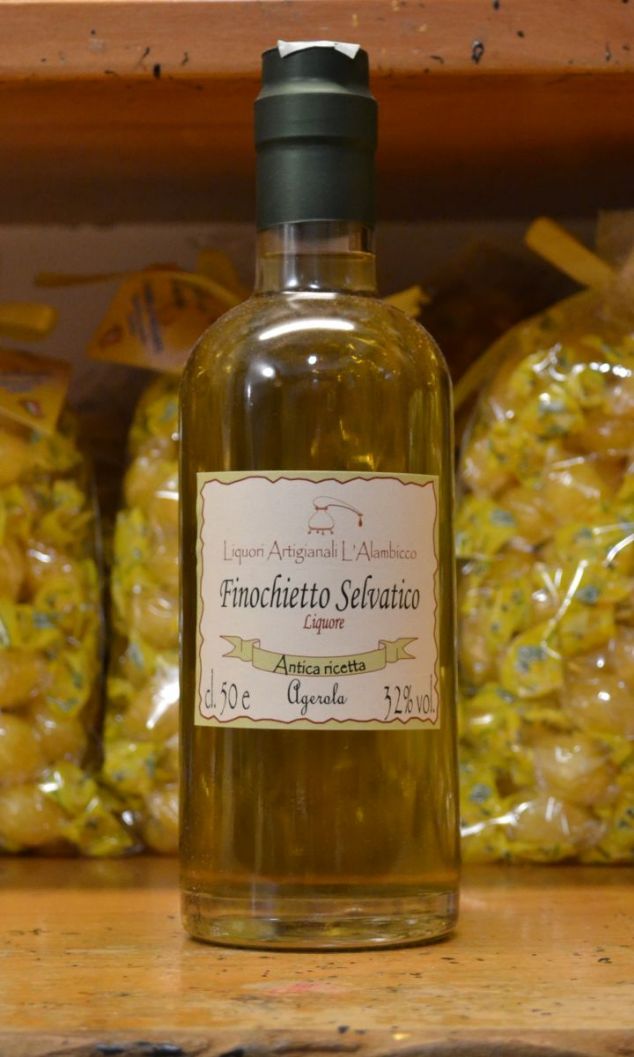 Liquori Artigianali L'Alambicco
Finochietto Selvatico
Liquore
Antica ricetta
cl. 50 e Agerola 32% vol.